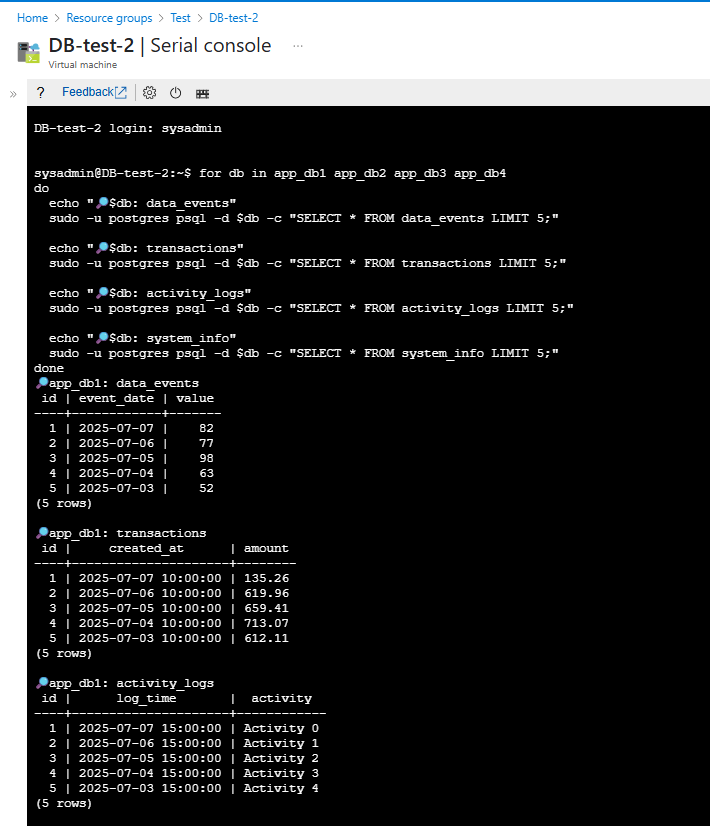 Home > Resource groups > Test > DB-test-2
DB-test-2 | Serial console ...
Virtual machine
» ? Feedback
DB-test-2 login: sysadmin
sysadmin@DB-test-2:~$ for db in app_db1 app_db2 app_db3 app_db4
do
  echo "🔎$db: data_events"
  sudo -u postgres psql -d $db -c "SELECT * FROM data_events LIMIT 5;"

  echo "🔎$db: transactions"
  sudo -u postgres psql -d $db -c "SELECT * FROM transactions LIMIT 5;"

  echo "🔎$db: activity_logs"
  sudo -u postgres psql -d $db -c "SELECT * FROM activity_logs LIMIT 5;"

  echo "🔎$db: system_info"
  sudo -u postgres psql -d $db -c "SELECT * FROM system_info LIMIT 5;"
done
🔎app_db1: data_events
 id | event_date | value
----+------------+-------
  1 | 2025-07-07 |    82
  2 | 2025-07-06 |    77
  3 | 2025-07-05 |    98
  4 | 2025-07-04 |    63
  5 | 2025-07-03 |    52
(5 rows)

🔎app_db1: transactions
 id |     created_at      | amount
----+---------------------+--------
  1 | 2025-07-07 10:00:00 | 135.26
  2 | 2025-07-06 10:00:00 | 619.96
  3 | 2025-07-05 10:00:00 | 659.41
  4 | 2025-07-04 10:00:00 | 713.07
  5 | 2025-07-03 10:00:00 | 612.11
(5 rows)

🔎app_db1: activity_logs
 id |      log_time       |  activity
----+---------------------+------------
  1 | 2025-07-07 15:00:00 | Activity 0
  2 | 2025-07-06 15:00:00 | Activity 1
  3 | 2025-07-05 15:00:00 | Activity 2
  4 | 2025-07-04 15:00:00 | Activity 3
  5 | 2025-07-03 15:00:00 | Activity 4
(5 rows)